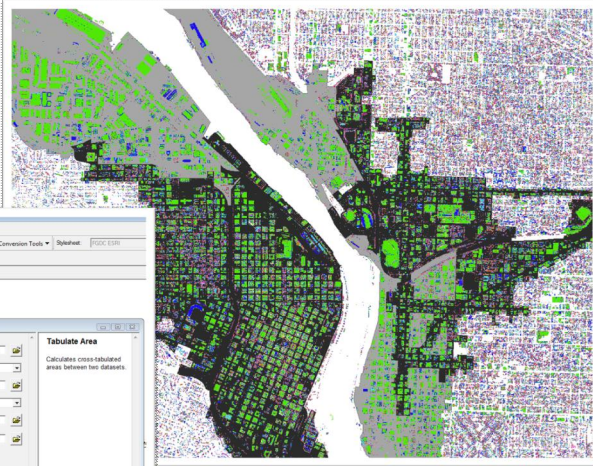 Conversion Tools Stylesheet: FGDC ESRI
Tabulate Area
Calculates cross-tabulated
areas between two datasets.